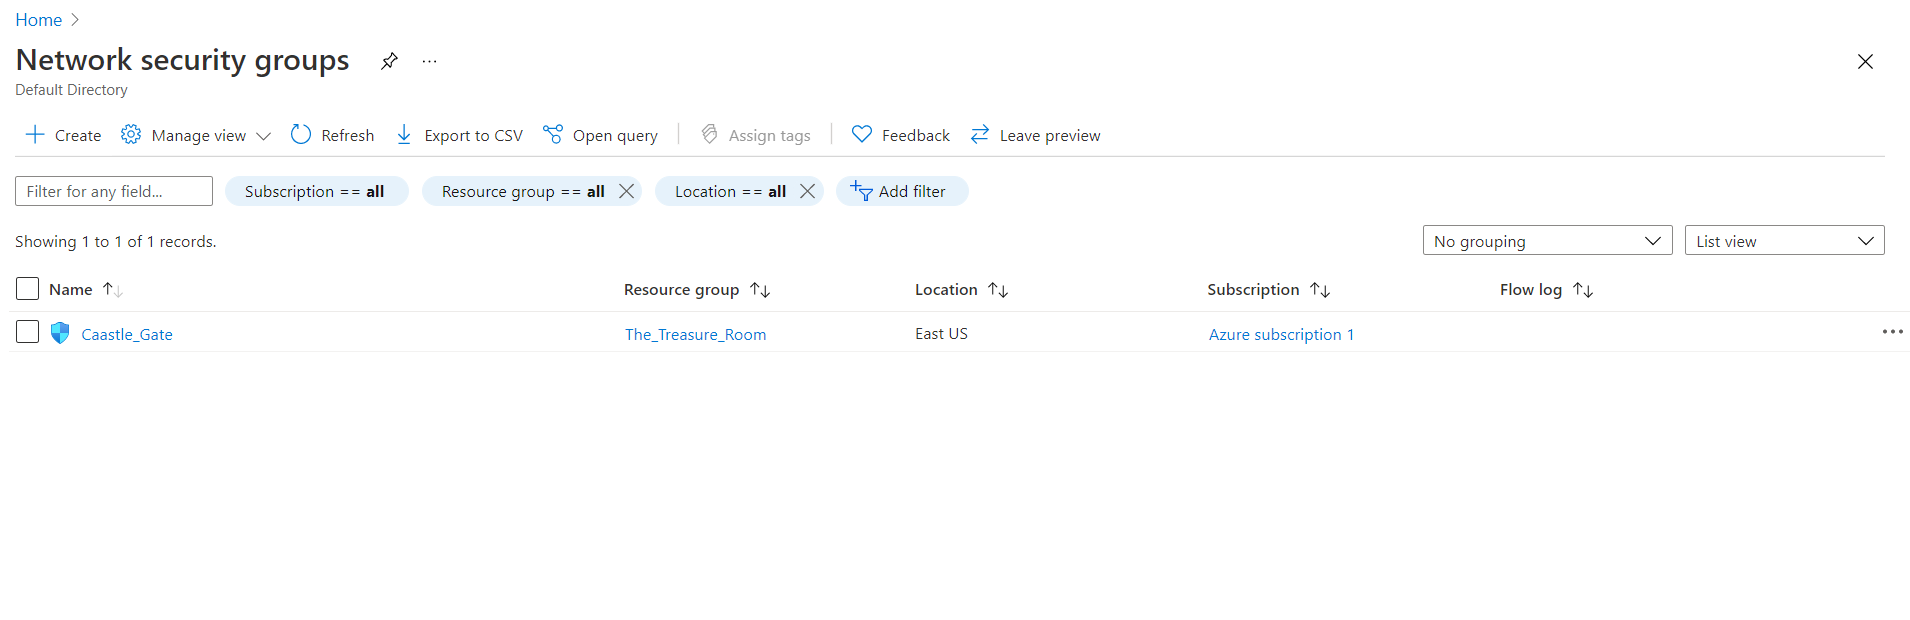 Home
Network security groups
Default Directory
Create Manage view Refresh Export to CSV Open query Assign tags Feedback Leave preview
Filter for any field... Subscription == all Resource group == all Location == all Add filter
Showing 1 to 1 of 1 records. No grouping List view
Name Resource group Location Subscription Flow log
Caastle_Gate The_Treasure_Room East US Azure subscription 1